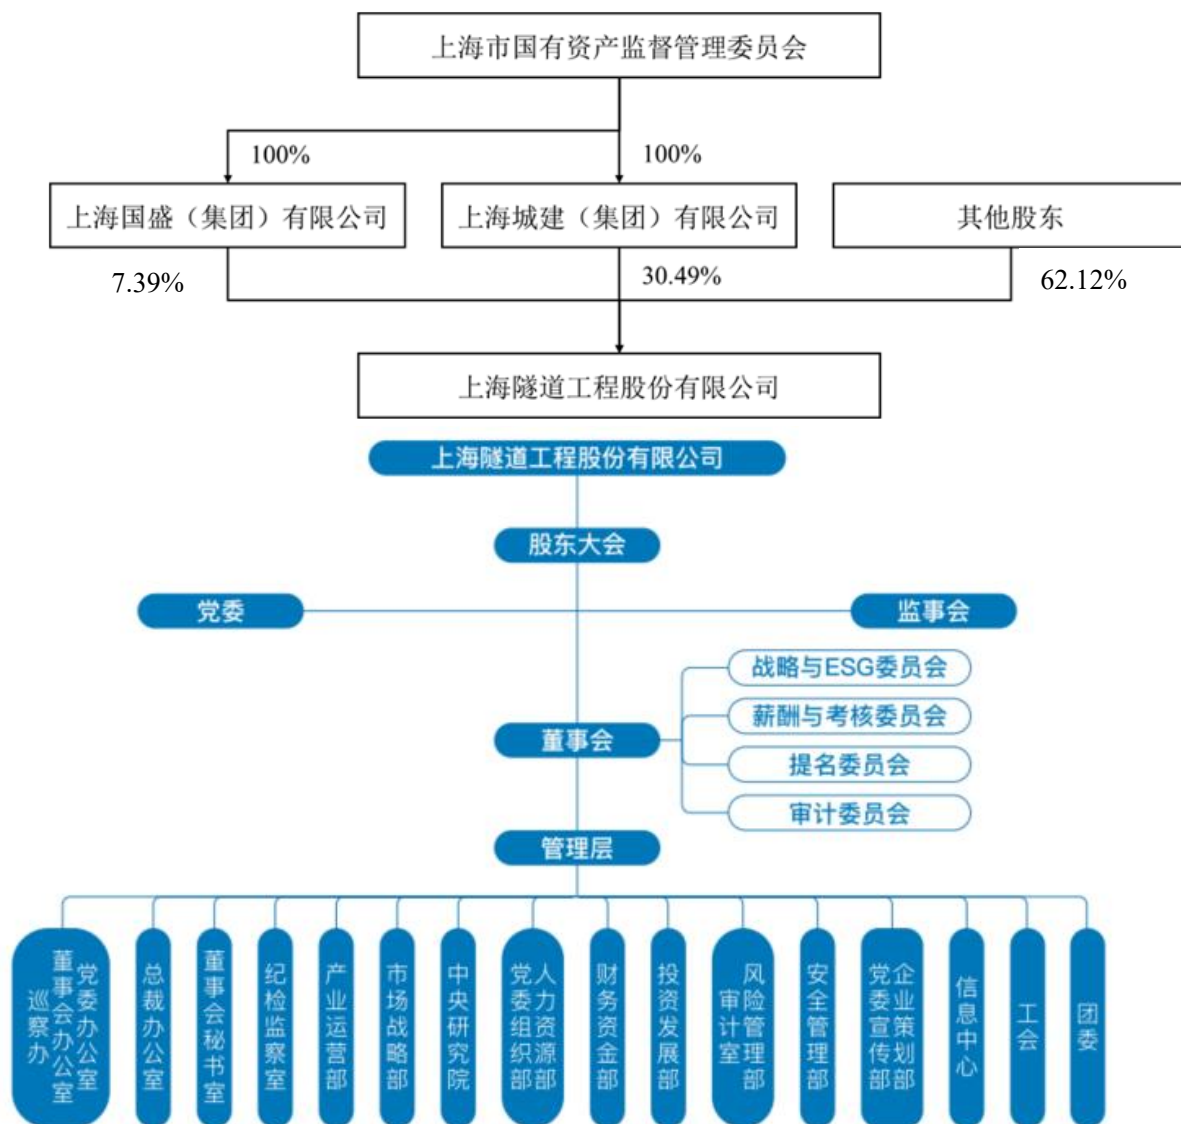 上海市国有资产监督管理委员会
100%
100%
上海国盛（集团）有限公司
上海城建（集团）有限公司
其他股东
7.39%
30.49%
62.12%
上海隧道工程股份有限公司
上海隧道工程股份有限公司
股东大会
党委
监事会
战略与ESG委员会
薪酬与考核委员会
董事会
提名委员会
审计委员会
管理层
党委办公室
董事会办公室
巡察办
总裁办公室
董事会秘书室
纪检监察室
产业运营部
市场战略部
中央研究院
人力资源部
党委组织部
财务资金部
投资发展部
风险管理部
审计室
安全管理部
企业策划部
党委宣传部
信息中心
工会
团委